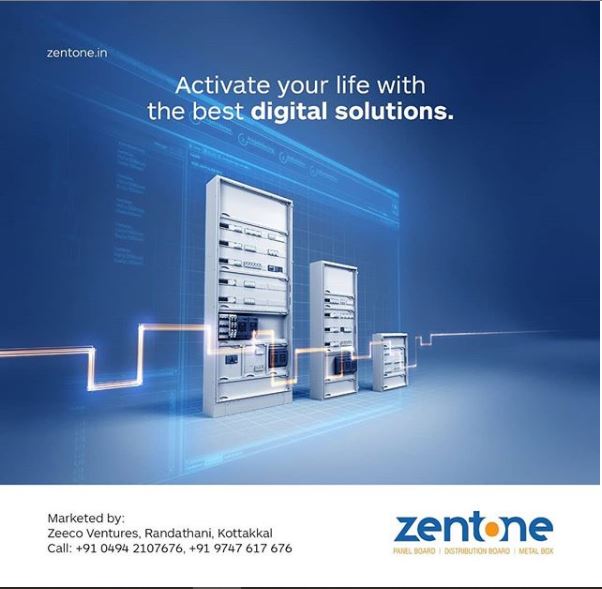 zentone.in
Activate your life with
the best digital solutions.
Marketed by:
Zeeco Ventures, Randathani, Kottakkal
Call: +91 0494 2107676, +91 9747 617 676
zentone
PANEL BOARD | DISTRIBUTION BOARD | METAL BOX